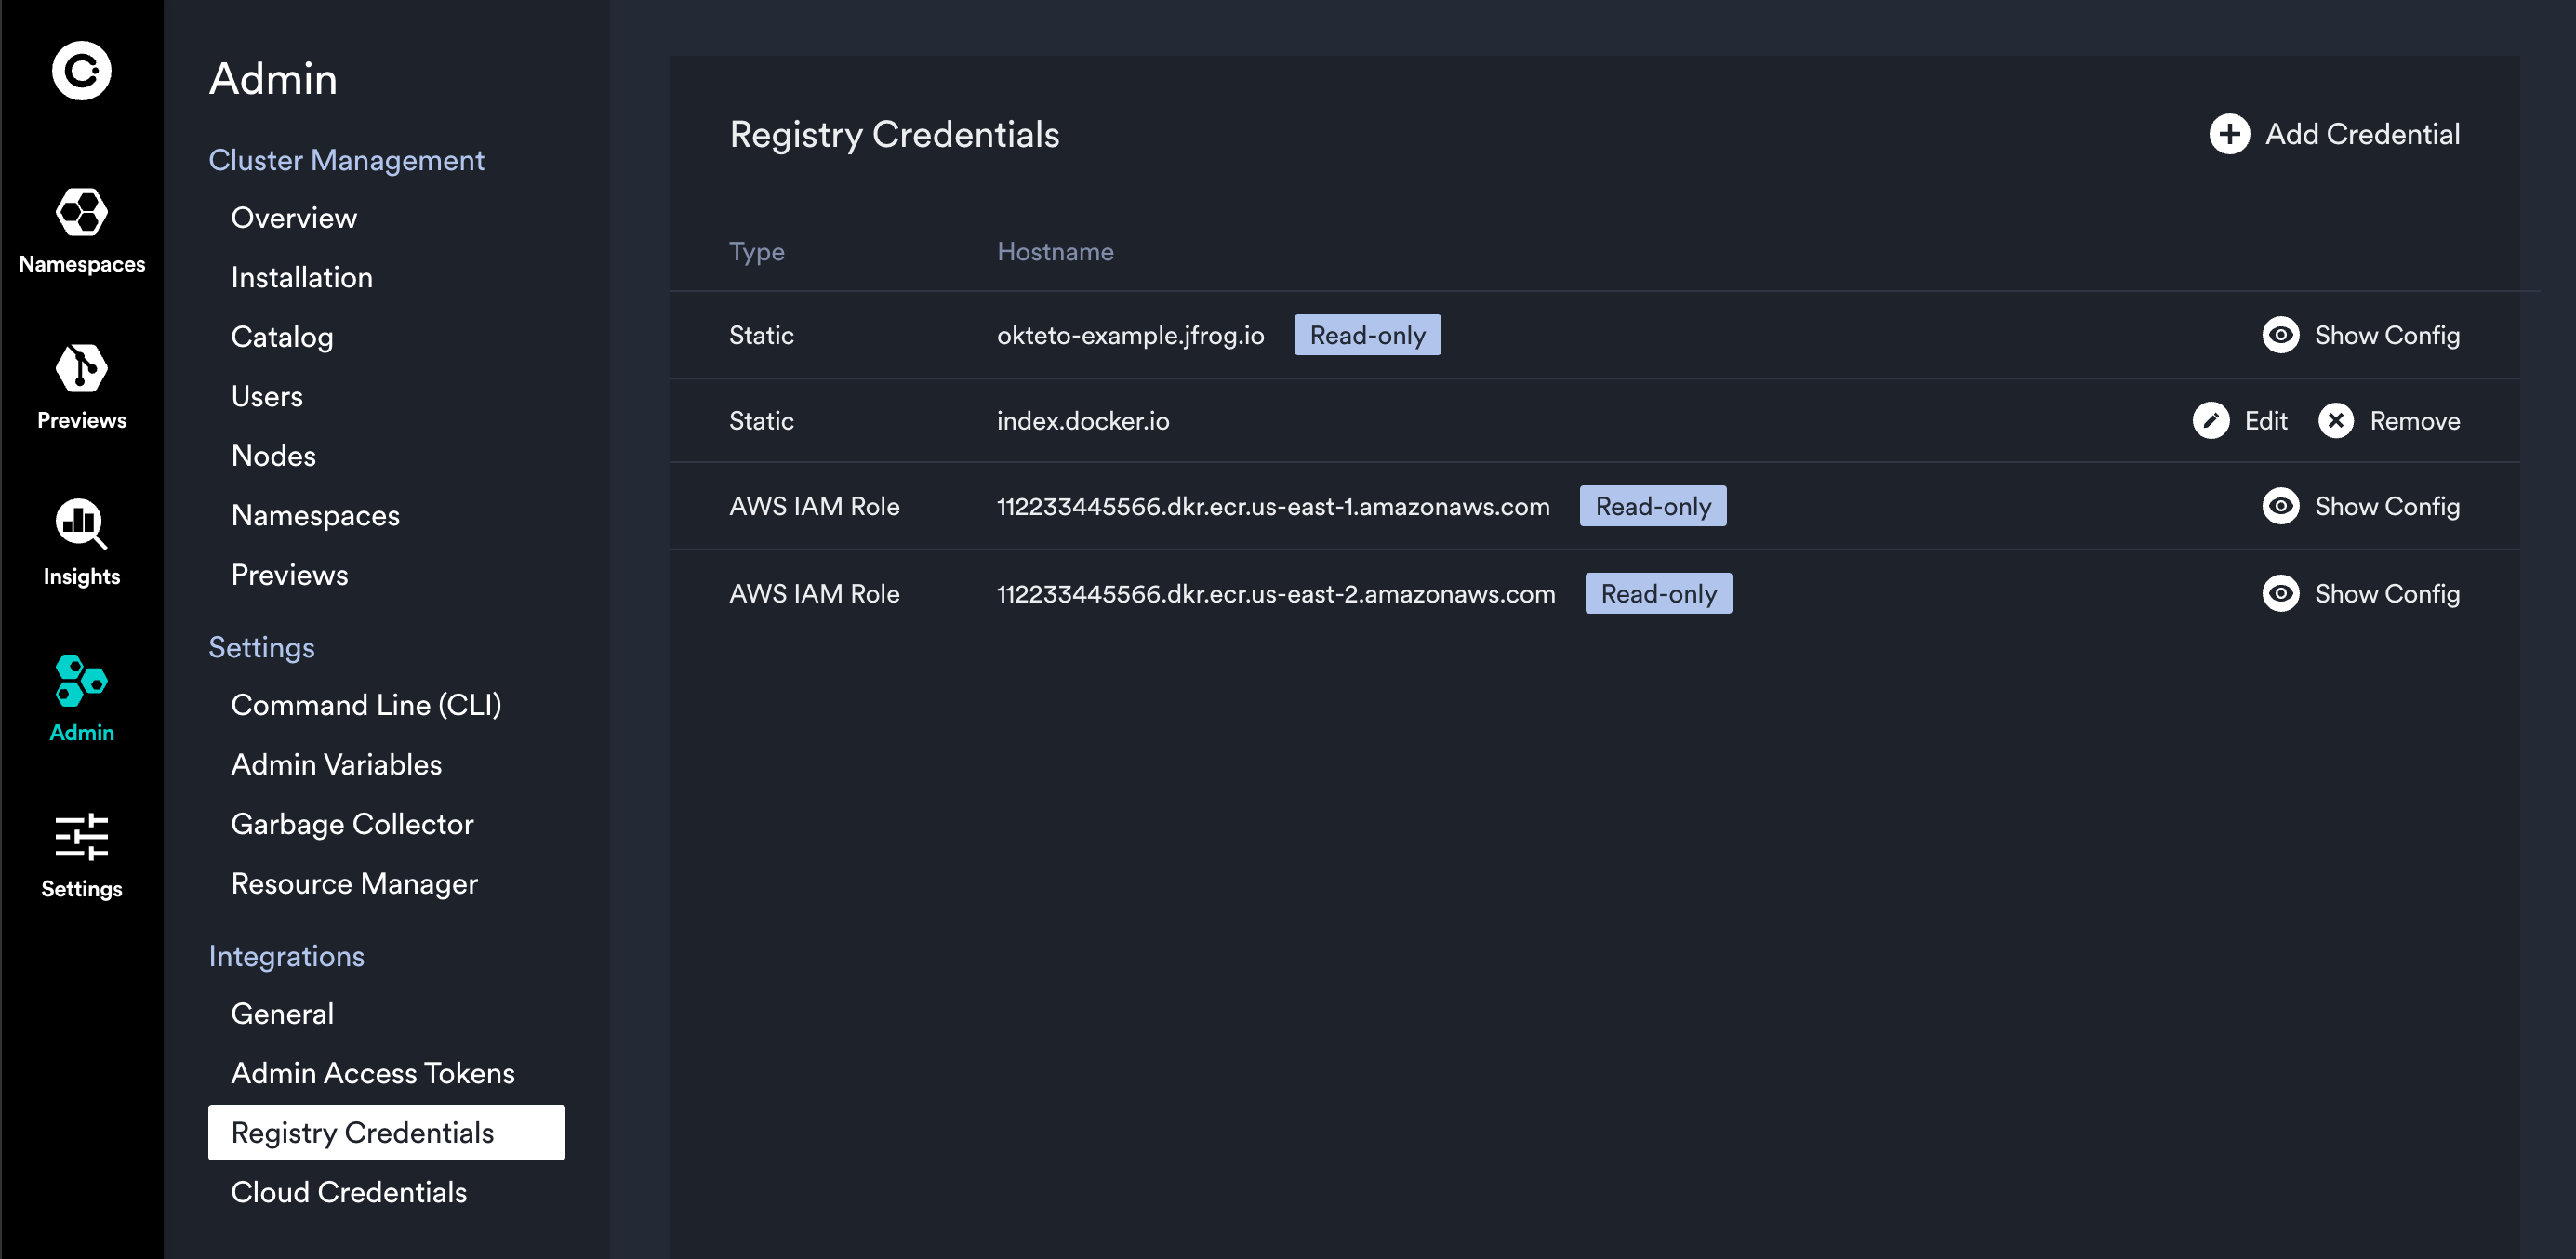 Namespaces
Previews
Insights
Admin
Settings
Admin
Cluster Management
Overview
Installation
Catalog
Users
Nodes
Namespaces
Previews
Settings
Command Line (CLI)
Admin Variables
Garbage Collector
Resource Manager
Integrations
General
Admin Access Tokens
Registry Credentials
Cloud Credentials
Registry Credentials Add Credential
Type Hostname
Static okteto-example.jfrog.io Read-only Show Config
Static index.docker.io Edit Remove
AWS IAM Role 112233445566.dkr.ecr.us-east-1.amazonaws.com Read-only Show Config
AWS IAM Role 112233445566.dkr.ecr.us-east-2.amazonaws.com Read-only Show Config